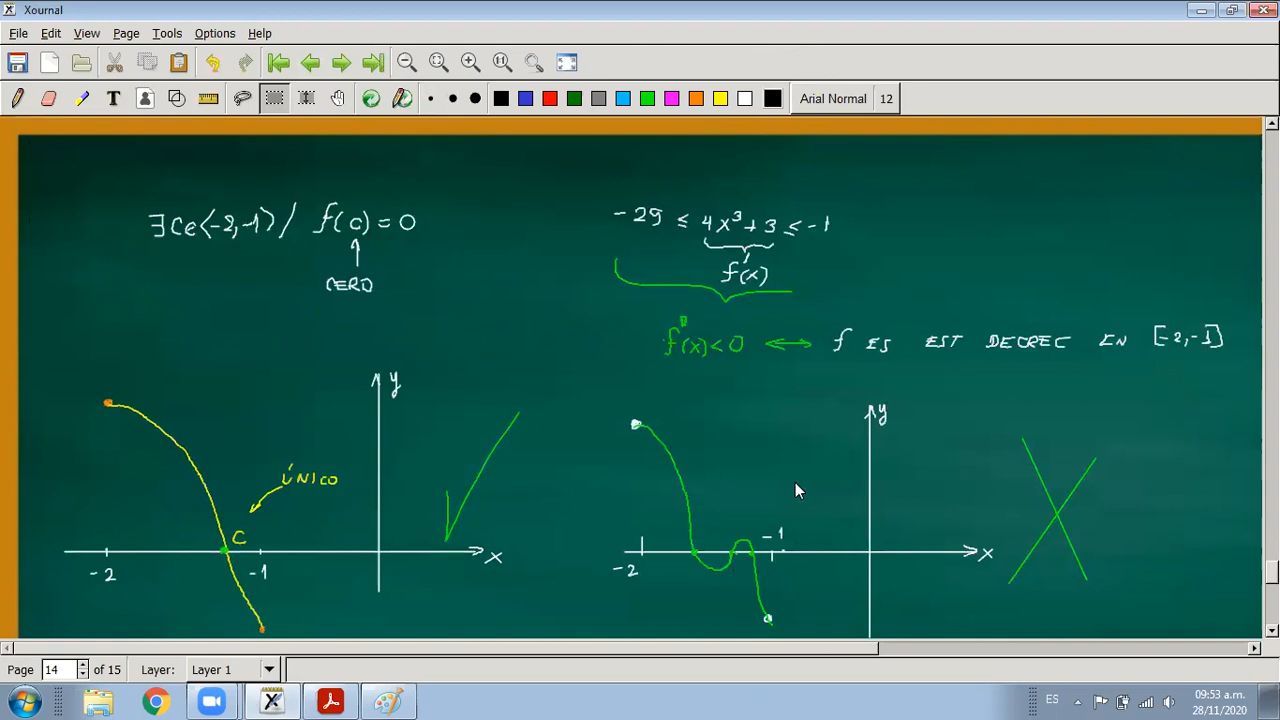 Xournal
File Edit View Page Tools Options Help
Arial Normal 12
∃c∈⟨-2,-1⟩ / f(c)=0
CERO
-29 ≤ 4x³+3 ≤ -1
f'(x)
f'(x)<0 ⟷ f ES EST DECREC EN [-2,-1]
y
ÚNICO
C
-2 -1 x
y
-1
-2 x
Page 14 of 15 Layer: Layer 1
ES 09:53 a.m.
28/11/2020